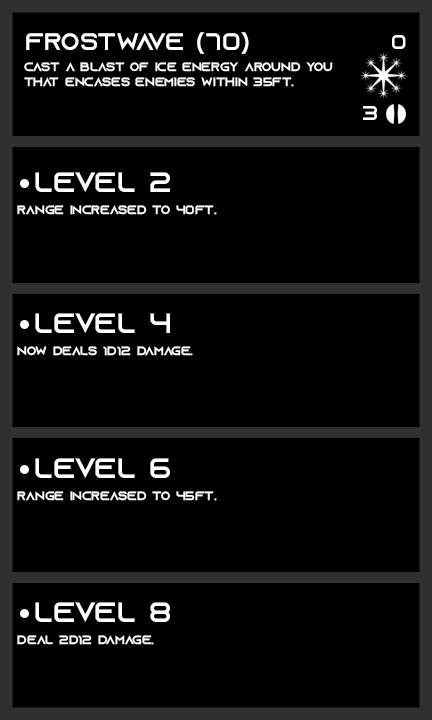 FROSTWAVE (70)
0
CAST A BLAST OF ICE ENERGY AROUND YOU
THAT ENCASES ENEMIES WITHIN 35FT.
3
•LEVEL 2
RANGE INCREASED TO 40FT.
•LEVEL 4
NOW DEALS 1D12 DAMAGE.
•LEVEL 6
RANGE INCREASED TO 45FT.
•LEVEL 8
DEAL 2D12 DAMAGE.